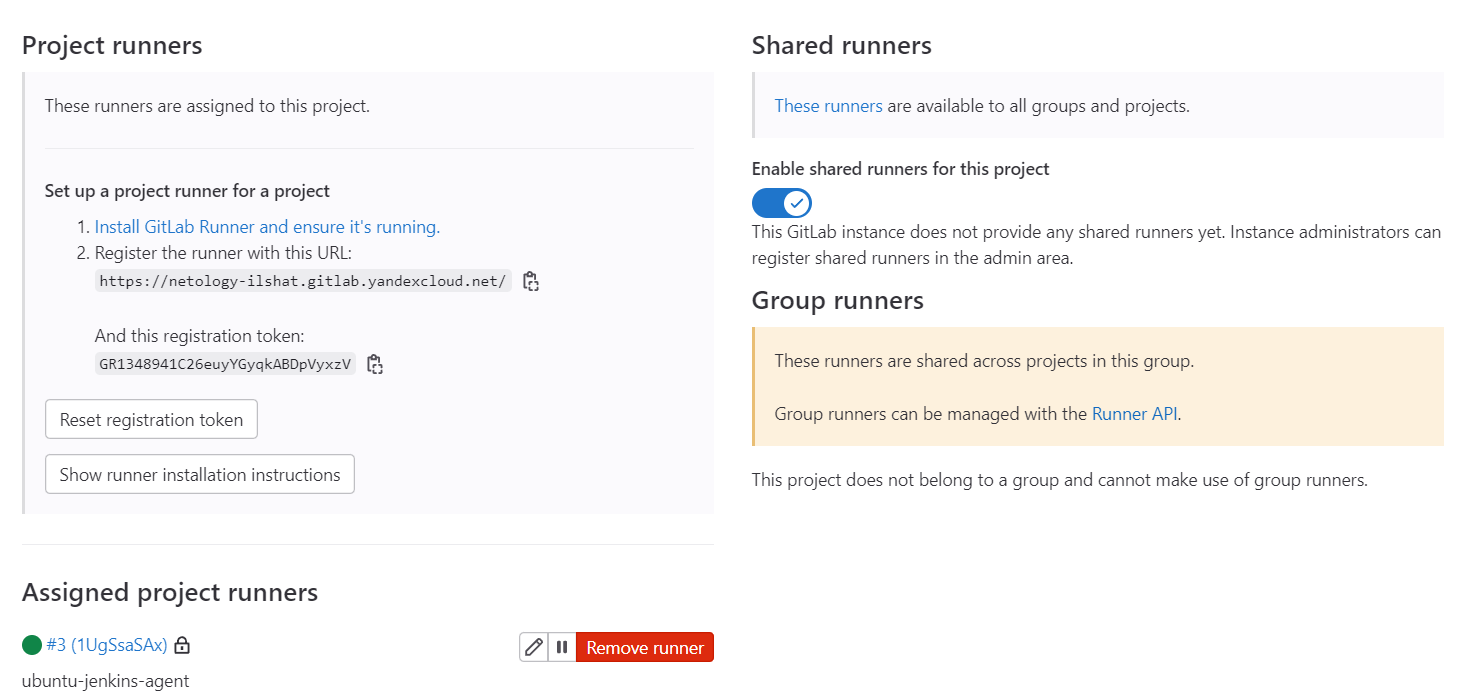 Project runners
These runners are assigned to this project.
Set up a project runner for a project
1. Install GitLab Runner and ensure it's running.
2. Register the runner with this URL:
https://netology-ilshat.gitlab.yandexcloud.net/
And this registration token:
GR1348941C26euyYGyqkABDpVyxzV
Reset registration token
Show runner installation instructions
Assigned project runners
#3 (1UgSsaSAx)
Remove runner
ubuntu-jenkins-agent
Shared runners
These runners are available to all groups and projects.
Enable shared runners for this project
This GitLab instance does not provide any shared runners yet. Instance administrators can
register shared runners in the admin area.
Group runners
These runners are shared across projects in this group.
Group runners can be managed with the Runner API.
This project does not belong to a group and cannot make use of group runners.